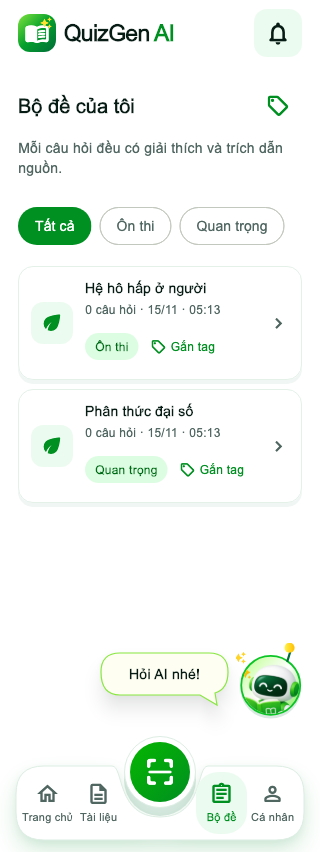 QuizGen AI
Bộ đề của tôi
Mỗi câu hỏi đều có giải thích và trích dẫn
nguồn.
Tất cả
Ôn thi
Quan trọng
Hệ hô hấp ở người
0 câu hỏi · 15/11 · 05:13
Ôn thi
Gắn tag
Phân thức đại số
0 câu hỏi · 15/11 · 05:13
Quan trọng
Gắn tag
Hỏi AI nhé!
Trang chủ
Tài liệu
Bộ đề
Cá nhân